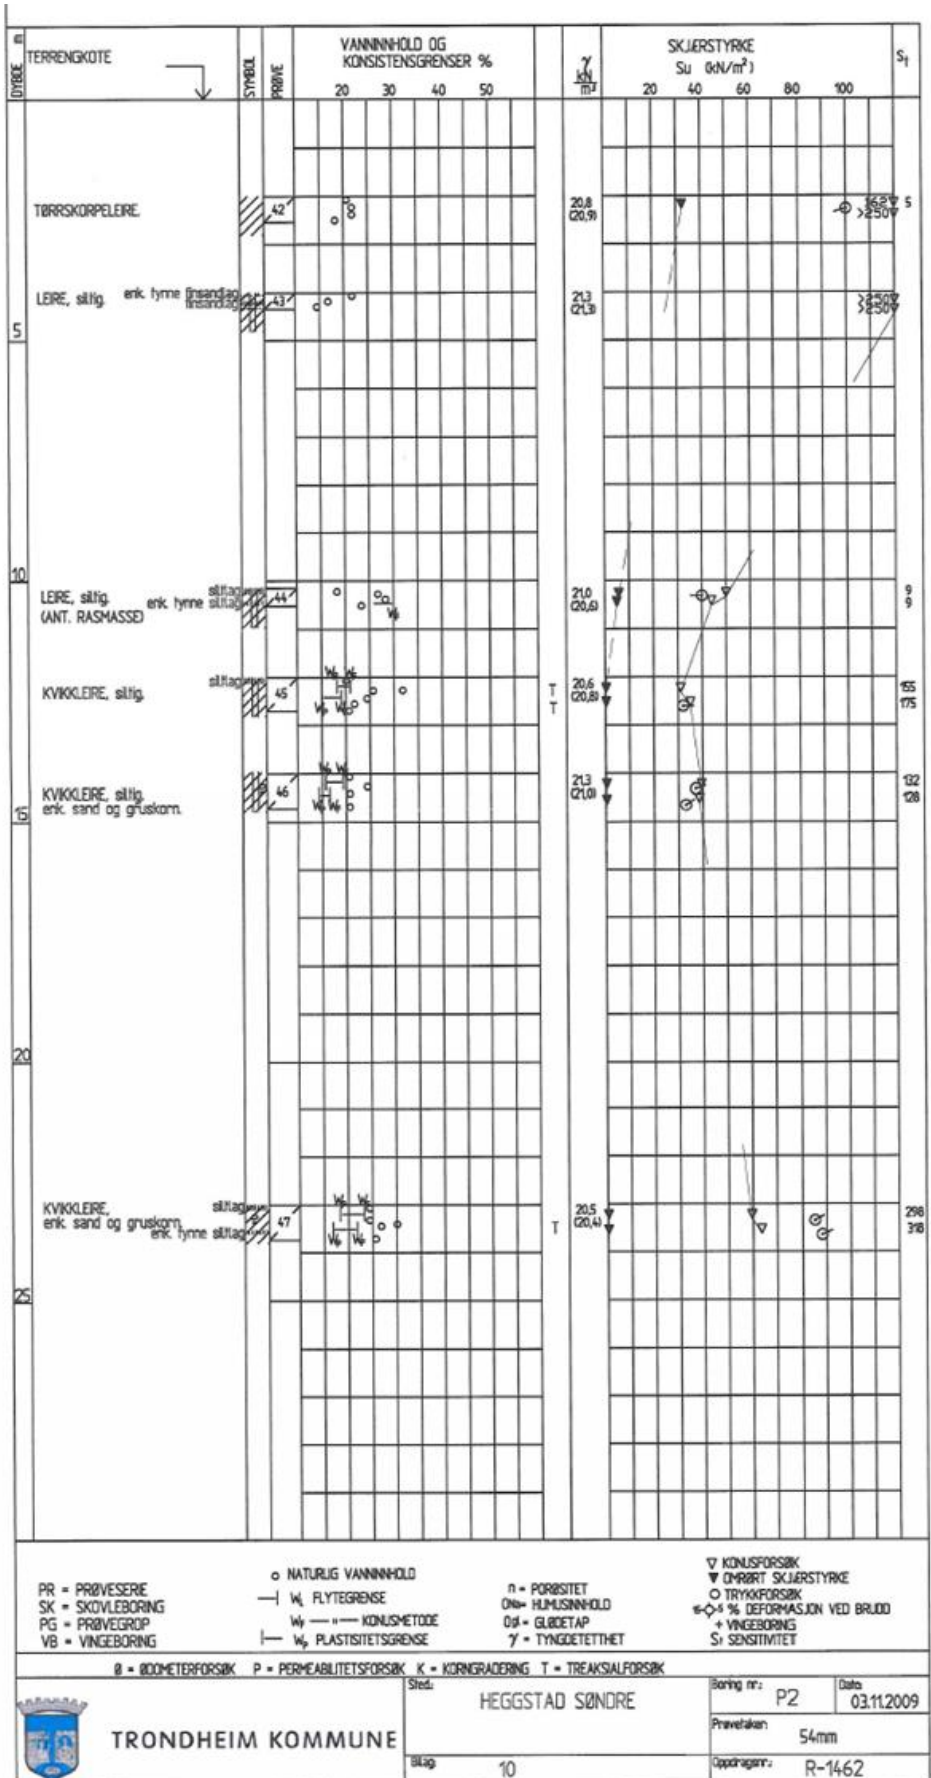 DYBDE m
TERRENGKOTE
SYMBOL
PRØVE
VANNINNHOLD OG
KONSISTENSGRENSER %
20 30 40 50
γ
kN
m³
SKJÆRSTYRKE
Su (kN/m²)
20 40 60 80 100
St
TØRRSKORPELEIRE.
42
20,8
(20,9)
162
>250
5
LEIRE, siltig.
enk. tynne finsandlag
finsandlag
43
21,3
(21,3)
>250
>250
5
10
LEIRE, siltig.
(ANT. RASMASSE)
siltlag
enk. tynne siltlag
44
W
21,0
(20,6)
9
9
KVIKKLEIRE, siltig.
siltlag
45
T
T
20,6
(20,8)
155
175
KVIKKLEIRE, siltig.
enk. sand og gruskorn.
46
21,3
(21,0)
132
128
15
20
KVIKKLEIRE,
enk. sand og gruskorn.
siltlag
enk. tynne siltlag
47
T
20,5
(20,4)
298
318
25
PR = PRØVESERIE
SK = SKOVLEBORING
PG = PRØVEGROP
VB = VINGEBORING
o NATURLIG VANNINNHOLD
WL FLYTEGRENSE
WF —"— KONUSMETODE
Wp PLASTISITETSGRENSE
n = PORØSITET
= HUMUSINNHOLD
= GLØDETAP
γ = TYNGDETETTHET
▽ KONUSFORSØK
▼ OMRØRT SKJÆRSTYRKE
O TRYKKFORSØK
% DEFORMASJON VED BRUDD
+ VINGEBORING
St SENSITIVITET
Ø = ØDOMETERFORSØK P = PERMEABILITETSFORSØK K = KORNGRADERING T = TREAKSIALFORSØK
TRONDHEIM KOMMUNE
Sted:
HEGGSTAD SØNDRE
Bilag
10
Boring nr.:
P2
Dato
03.11.2009
Prøvetaker:
54mm
Oppdragsnr.:
R-1462